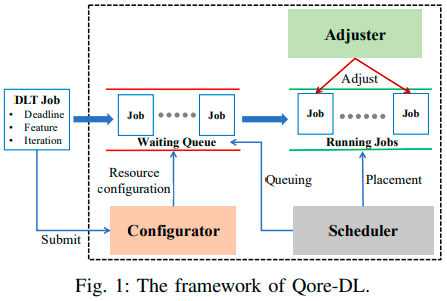 Adjuster
Adjust
DLT Job
• Deadline
• Feature
• Iteration
Job
Job
Waiting Queue
Job
Job
Running Jobs
Resource
configuration
Queuing
Placement
Submit
Configurator
Scheduler
Fig. 1: The framework of Qore-DL.